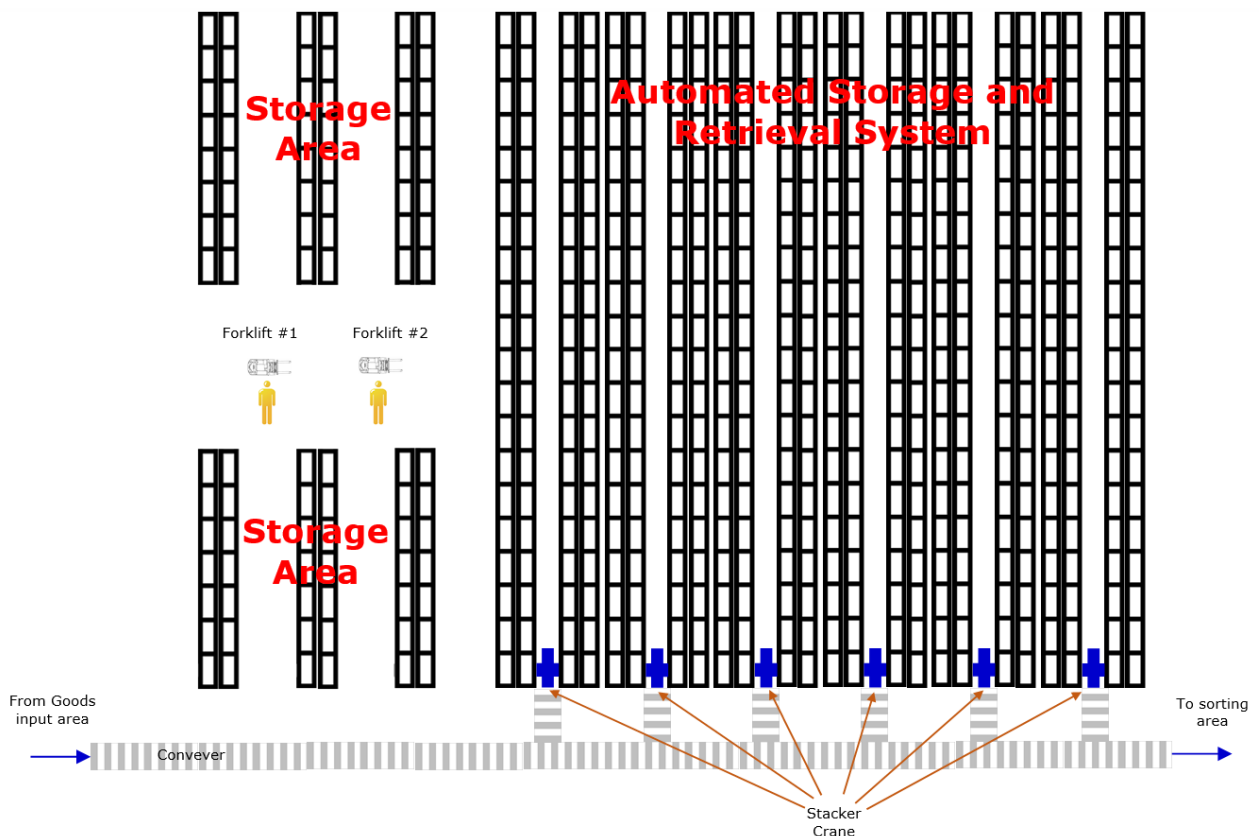 Storage
Area
Automated Storage and
Retrieval System
Forklift #1
Forklift #2
Storage
Area
From Goods
input area
Convever
To sorting
area
Stacker
Crane